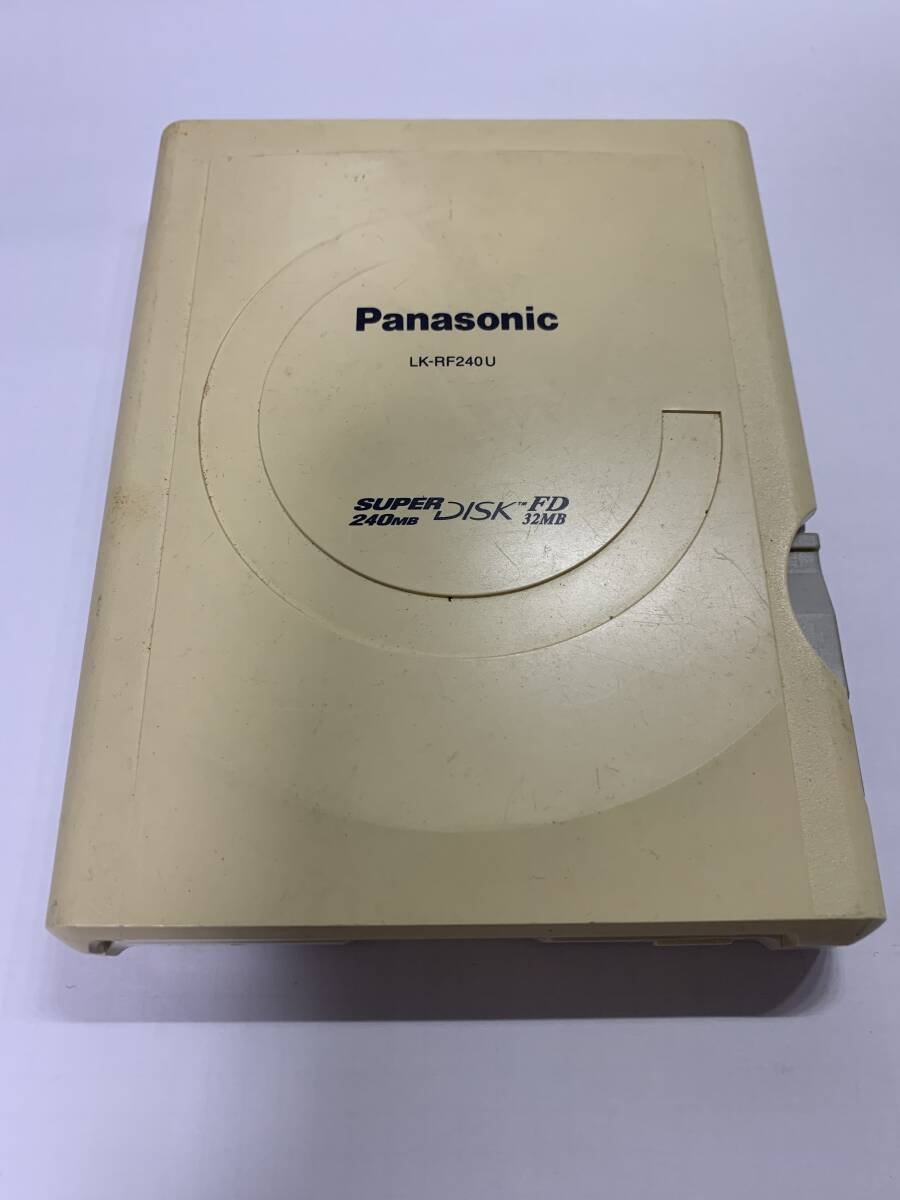 Panasonic
LK-RF240U
SUPER DISK™ FD
240MB 32MB